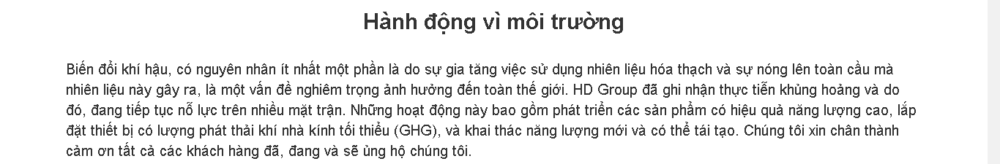 Hành động vì môi trường
Biến đổi khí hậu, có nguyên nhân ít nhất một phần là do sự gia tăng việc sử dụng nhiên liệu hóa thạch và sự nóng lên toàn cầu mà
nhiên liệu này gây ra, là một vấn đề nghiêm trọng ảnh hưởng đến toàn thế giới. HD Group đã ghi nhận thực tiễn khủng hoảng và do
đó, đang tiếp tục nỗ lực trên nhiều mặt trận. Những hoạt động này bao gồm phát triển các sản phẩm có hiệu quả năng lượng cao, lắp
đặt thiết bị có lượng phát thải khí nhà kính tối thiểu (GHG), và khai thác năng lượng mới và có thể tái tạo. Chúng tôi xin chân thành
cảm ơn tất cả các khách hàng đã, đang và sẽ ủng hộ chúng tôi.